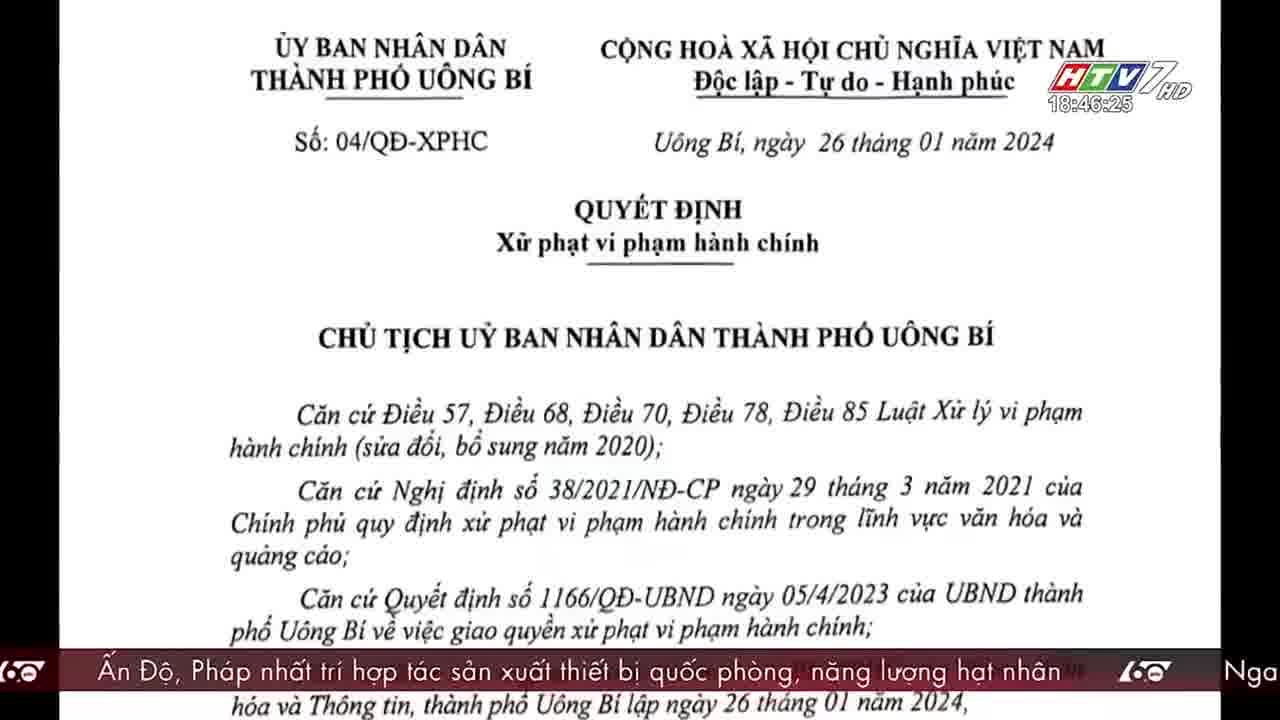 ỦY BAN NHÂN DÂN
THÀNH PHỐ UÔNG BÍ
CỘNG HOÀ XÃ HỘI CHỦ NGHĨA VIỆT NAM
Độc lập - Tự do - Hạnh phúc
HTV7 HD
18:46:25
Số: 04/QĐ-XPHC
Uông Bí, ngày 26 tháng 01 năm 2024
QUYẾT ĐỊNH
Xử phạt vi phạm hành chính
CHỦ TỊCH UỶ BAN NHÂN DÂN THÀNH PHỐ UÔNG BÍ
Căn cứ Điều 57, Điều 68, Điều 70, Điều 78, Điều 85 Luật Xử lý vi phạm
hành chính (sửa đổi, bổ sung năm 2020);
Căn cứ Nghị định số 38/2021/NĐ-CP ngày 29 tháng 3 năm 2021 của
Chính phủ quy định xử phạt vi phạm hành chính trong lĩnh vực văn hóa và
quảng cáo;
Căn cứ Quyết định số 1166/QĐ-UBND ngày 05/4/2023 của UBND thành
phố Uông Bí về việc giao quyền xử phạt vi phạm hành chính;
60 Ấn Độ, Pháp nhất trí hợp tác sản xuất thiết bị quốc phòng, năng lượng hạt nhân 60 Nga
hóa và Thông tin, thành phố Uông Bí lập ngày 26 tháng 01 năm 2024,